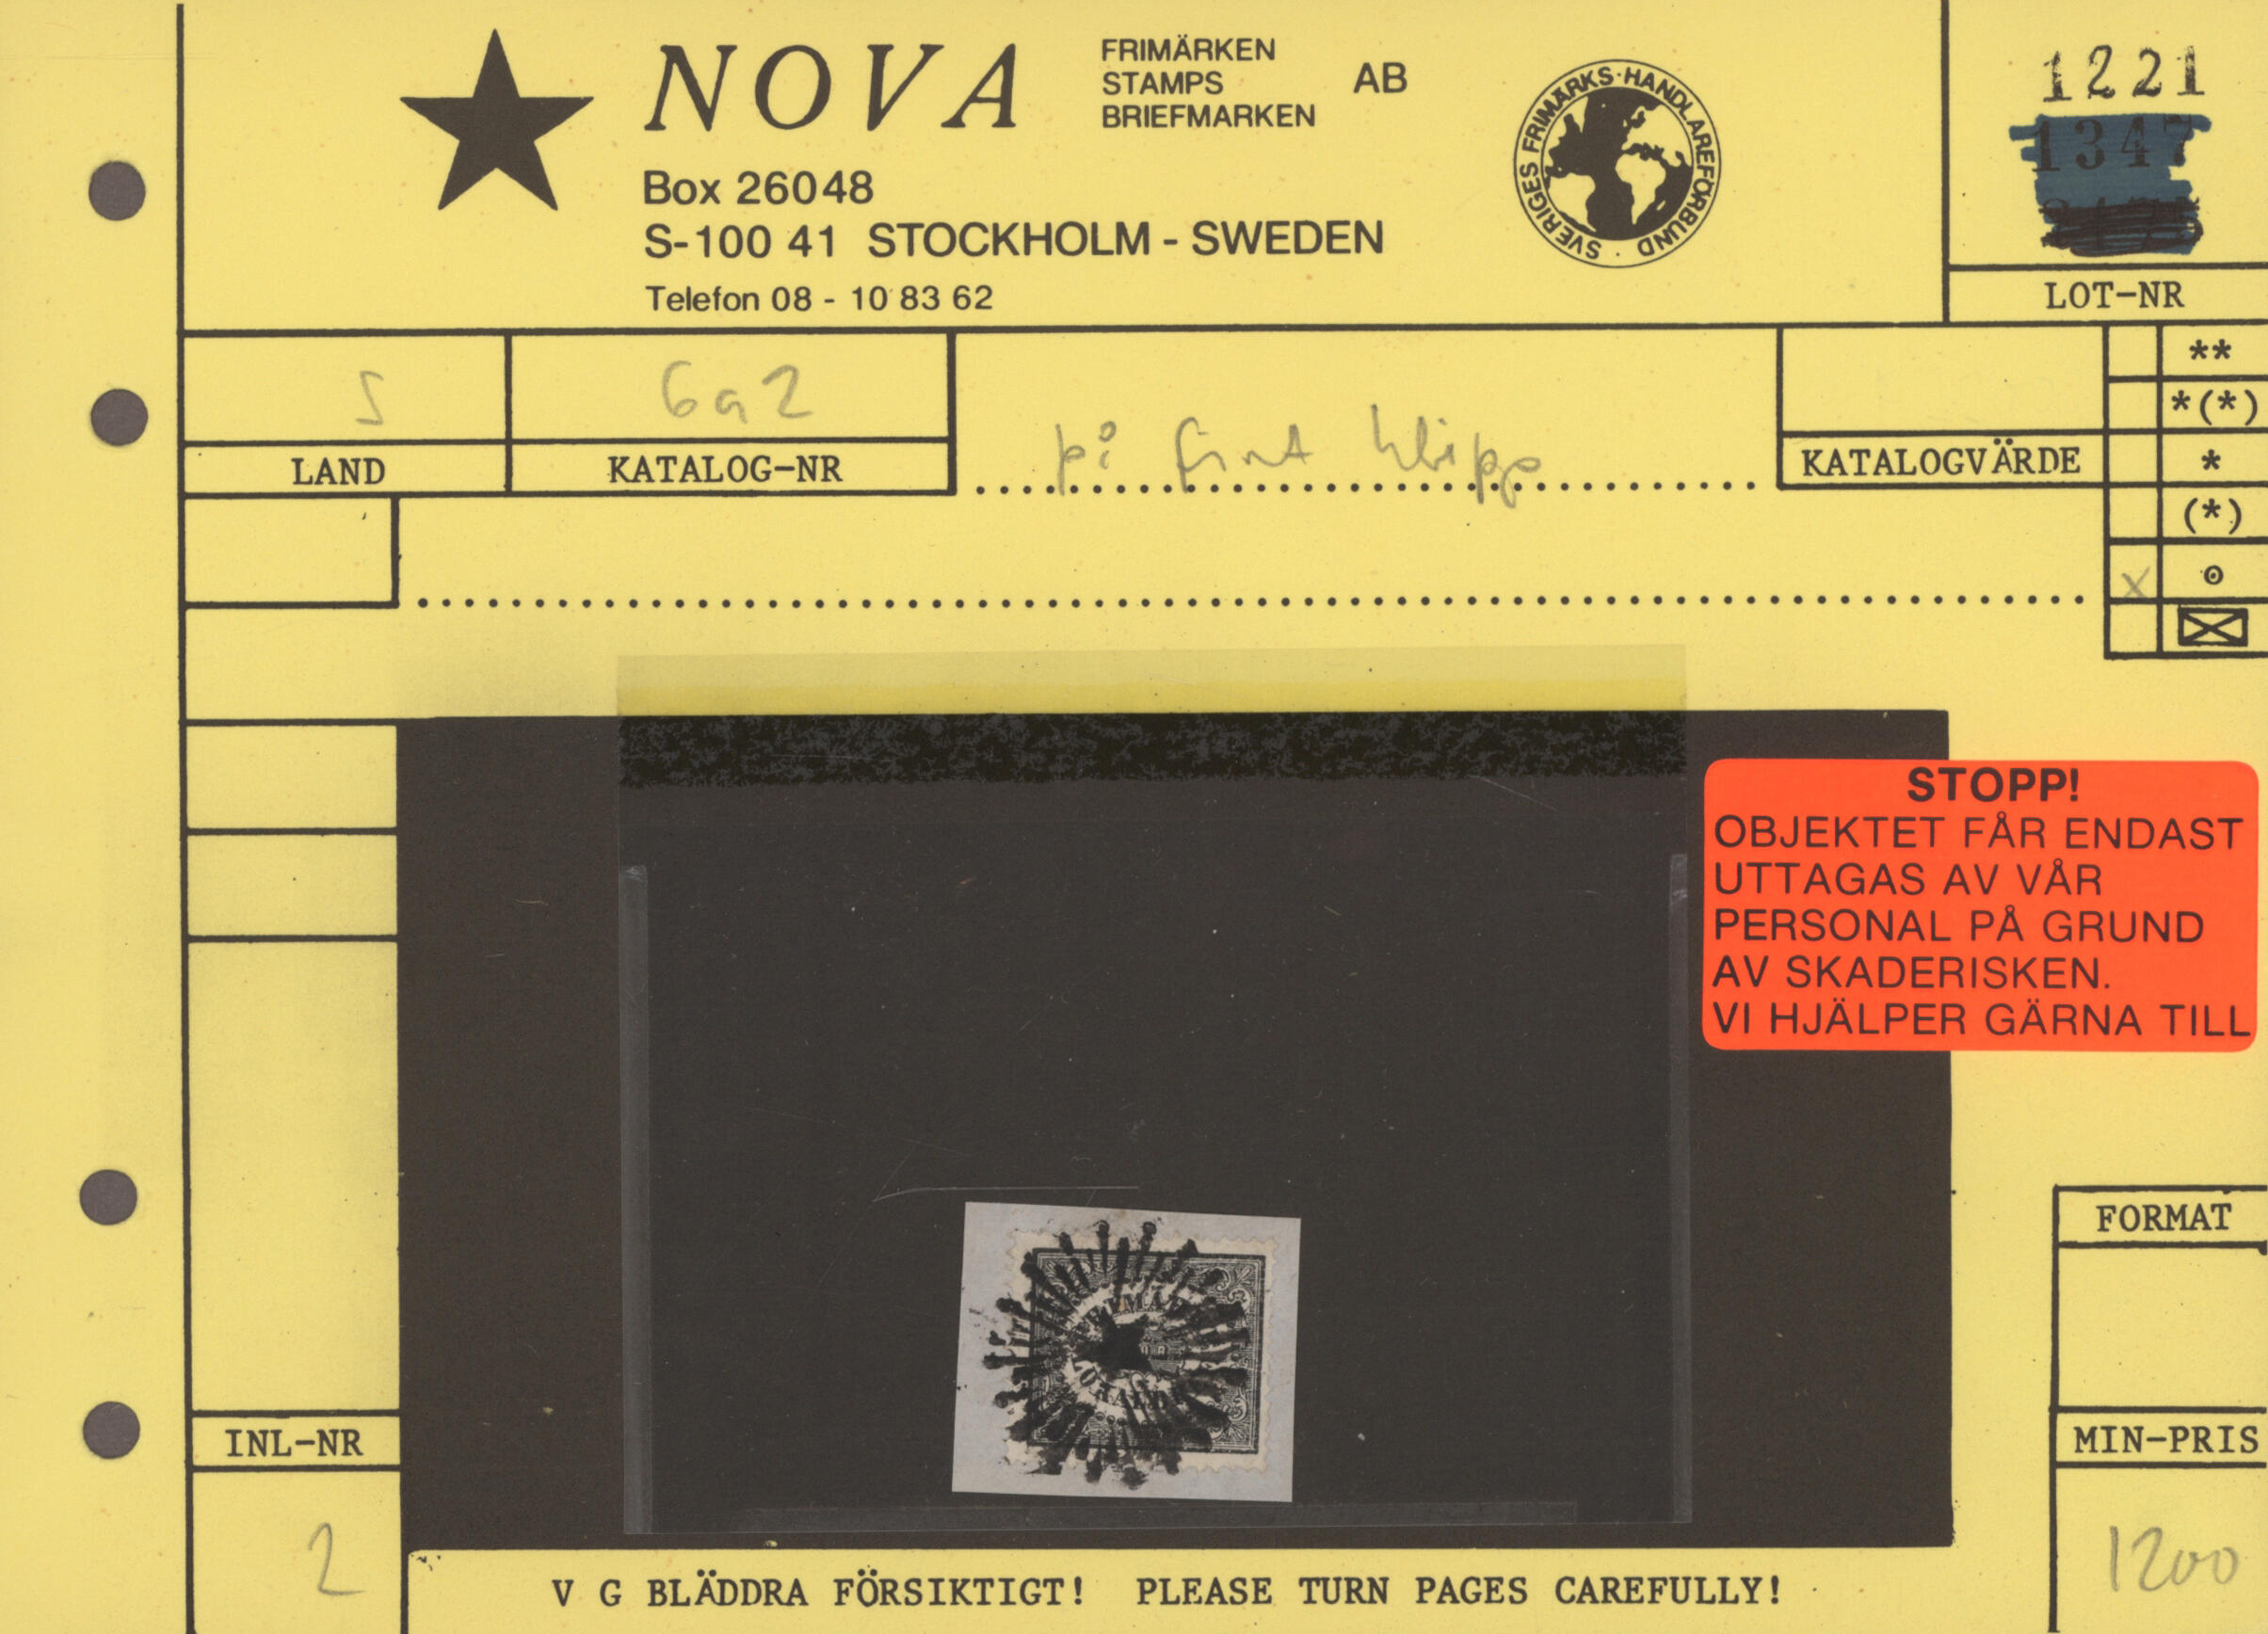 NOVA
FRIMÄRKEN
STAMPS
BRIEFMARKEN
AB
Box 26048
S-100 41 STOCKHOLM - SWEDEN
Telefon 08 - 10 83 62
SVERIGES FRIMÄRKS-HANDLAREFÖRBUND
1221
1347
LOT-NR
S
6a2
LAND
KATALOG-NR
på fint klipp
KATALOGVÄRDE
**
*(*)
*
(*)
x
STOPP!
OBJEKTET FÅR ENDAST
UTTAGAS AV VÅR
PERSONAL PÅ GRUND
AV SKADERISKEN.
VI HJÄLPER GÄRNA TILL
FORMAT
INL-NR
2
MIN-PRIS
1200
V G BLÄDDRA FÖRSIKTIGT! PLEASE TURN PAGES CAREFULLY!